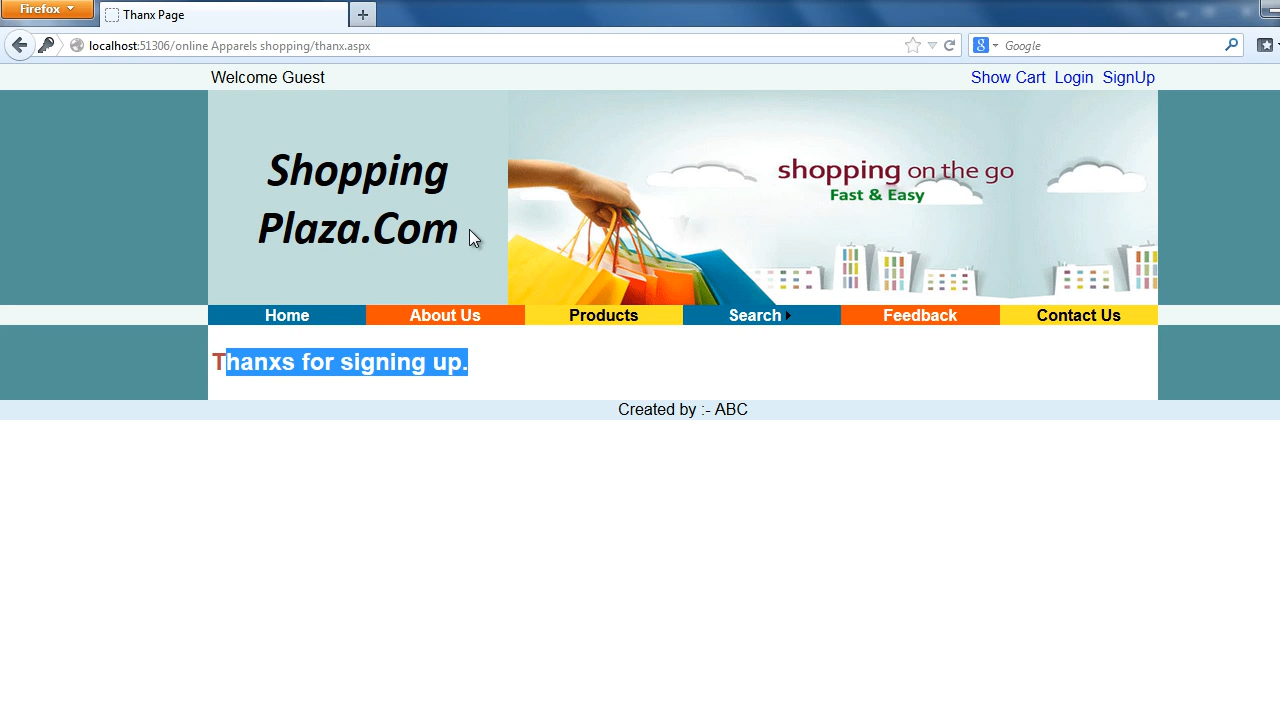 Firefox
Thanx Page
localhost:51306/online Apparels shopping/thanx.aspx
Google
Welcome Guest
Show Cart Login SignUp
Shopping
Plaza.Com
shopping on the go
Fast & Easy
Home About Us Products Search Feedback Contact Us
Thanxs for signing up.
Created by :- ABC